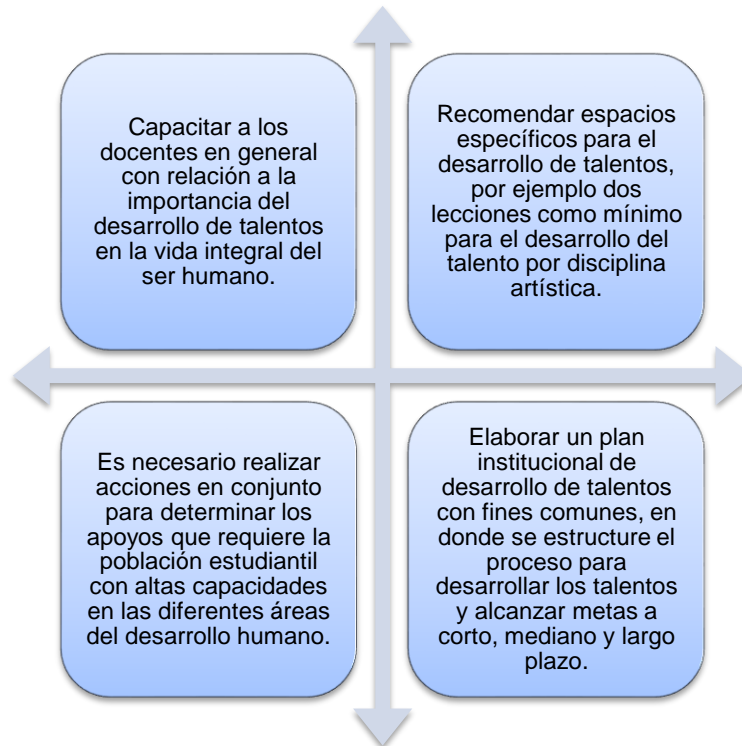 Capacitar a los
docentes en general
con relación a la
importancia del
desarrollo de talentos
en la vida integral del
ser humano.
Recomendar espacios
específicos para el
desarrollo de talentos,
por ejemplo dos
lecciones como mínimo
para el desarrollo del
talento por disciplina
artística.
Es necesario realizar
acciones en conjunto
para determinar los
apoyos que requiere la
población estudiantil
con altas capacidades
en las diferentes áreas
del desarrollo humano.
Elaborar un plan
institucional de
desarrollo de talentos
con fines comunes, en
donde se estructure el
proceso para
desarrollar los talentos
y alcanzar metas a
corto, mediano y largo
plazo.